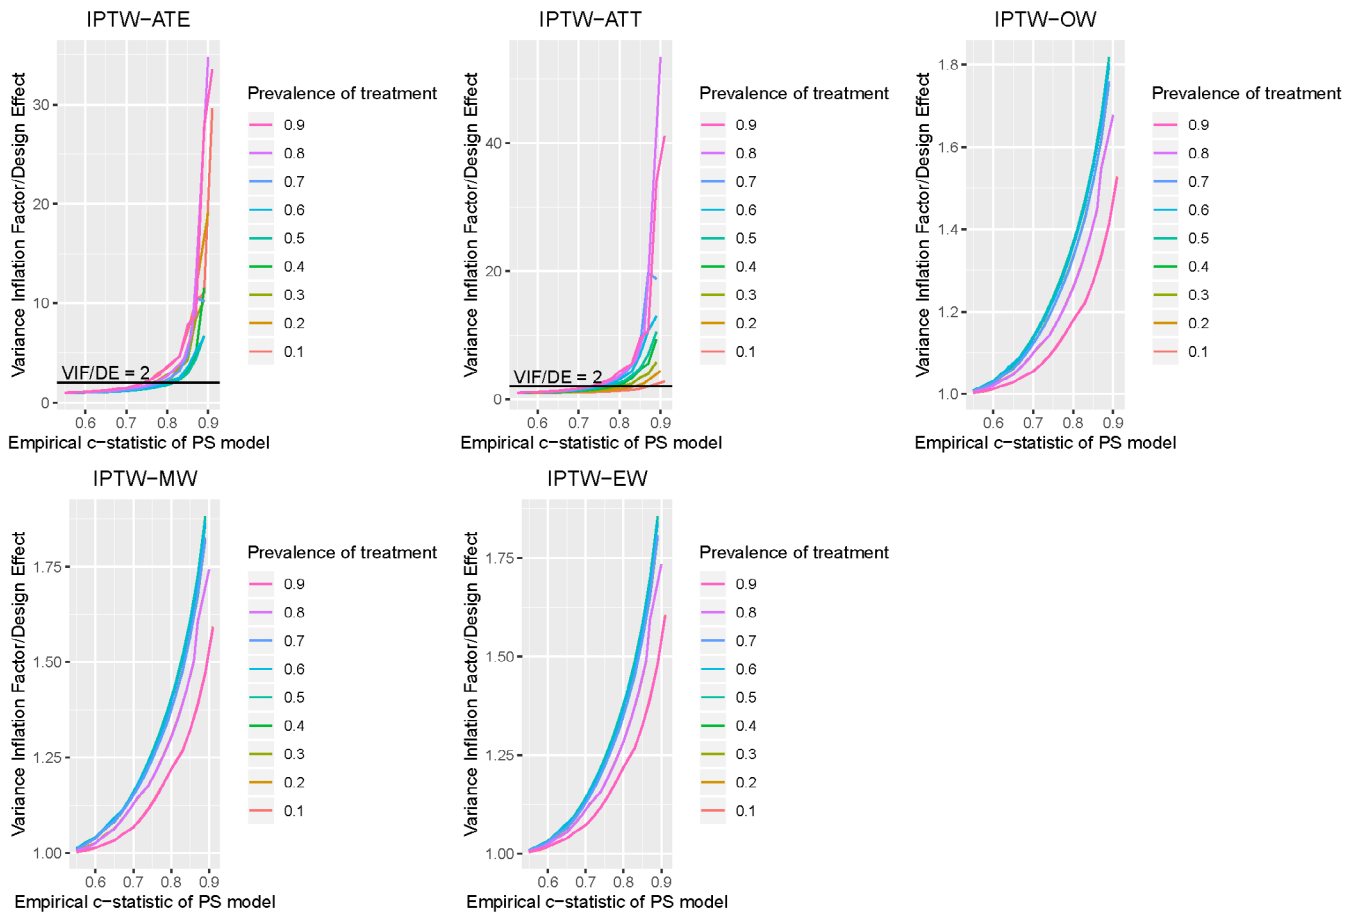 IPTW−ATE
Variance Inflation Factor/Design Effect
30
20
10
0
VIF/DE = 2
0.6 0.7 0.8 0.9
Empirical c−statistic of PS model
Prevalence of treatment
0.9
0.8
0.7
0.6
0.5
0.4
0.3
0.2
0.1
IPTW−ATT
Variance Inflation Factor/Design Effect
40
20
0
VIF/DE = 2
0.6 0.7 0.8 0.9
Empirical c−statistic of PS model
Prevalence of treatment
0.9
0.8
0.7
0.6
0.5
0.4
0.3
0.2
0.1
IPTW−OW
Variance Inflation Factor/Design Effect
1.8
1.6
1.4
1.2
1.0
0.6 0.7 0.8 0.9
Empirical c−statistic of PS model
Prevalence of treatment
0.9
0.8
0.7
0.6
0.5
0.4
0.3
0.2
0.1
IPTW−MW
Variance Inflation Factor/Design Effect
1.75
1.50
1.25
1.00
0.6 0.7 0.8 0.9
Empirical c−statistic of PS model
Prevalence of treatment
0.9
0.8
0.7
0.6
0.5
0.4
0.3
0.2
0.1
IPTW−EW
Variance Inflation Factor/Design Effect
1.75
1.50
1.25
1.00
0.6 0.7 0.8 0.9
Empirical c−statistic of PS model
Prevalence of treatment
0.9
0.8
0.7
0.6
0.5
0.4
0.3
0.2
0.1